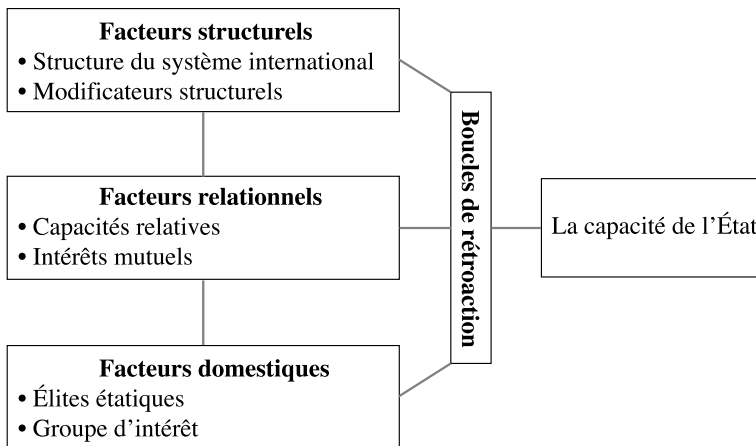 Facteurs structurels
• Structure du système international
• Modificateurs structurels
Facteurs relationnels
• Capacités relatives
• Intérêts mutuels
Facteurs domestiques
• Élites étatiques
• Groupe d’intérêt
Boucles de rétroaction
La capacité de l’État